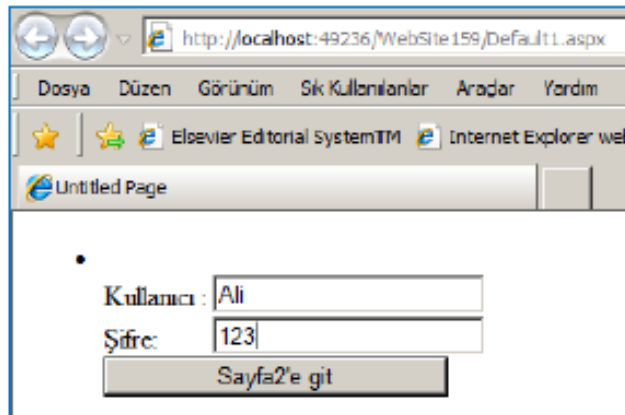 http://localhost:49236/WebSite159/Default1.aspx
Dosya Düzen Görünüm Sık Kullanılanlar Araçlar Yardım
Elsevier Editorial SystemTM Internet Explorer wel
Untitled Page
Kullanıcı : Ali
Şifre: 123
Sayfa2'e git